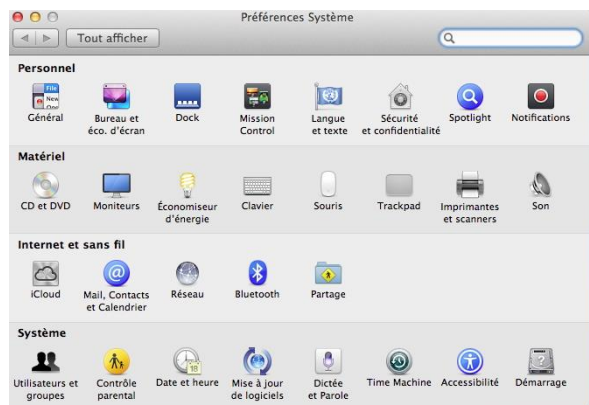 Préférences Système
Tout afficher
Personnel
File
New
Général
Bureau et
éco. d'écran
Dock
Mission
Control
Langue
et texte
Sécurité
et confidentialité
Spotlight
Notifications
Matériel
CD et DVD
Moniteurs
Économiseur
d'énergie
Clavier
Souris
Trackpad
Imprimantes
et scanners
Son
Internet et sans fil
iCloud
Mail, Contacts
et Calendrier
Réseau
Bluetooth
Partage
Système
Utilisateurs et
groupes
Contrôle
parental
18
Date et heure
Mise à jour
de logiciels
Dictée
et Parole
Time Machine
Accessibilité
Démarrage